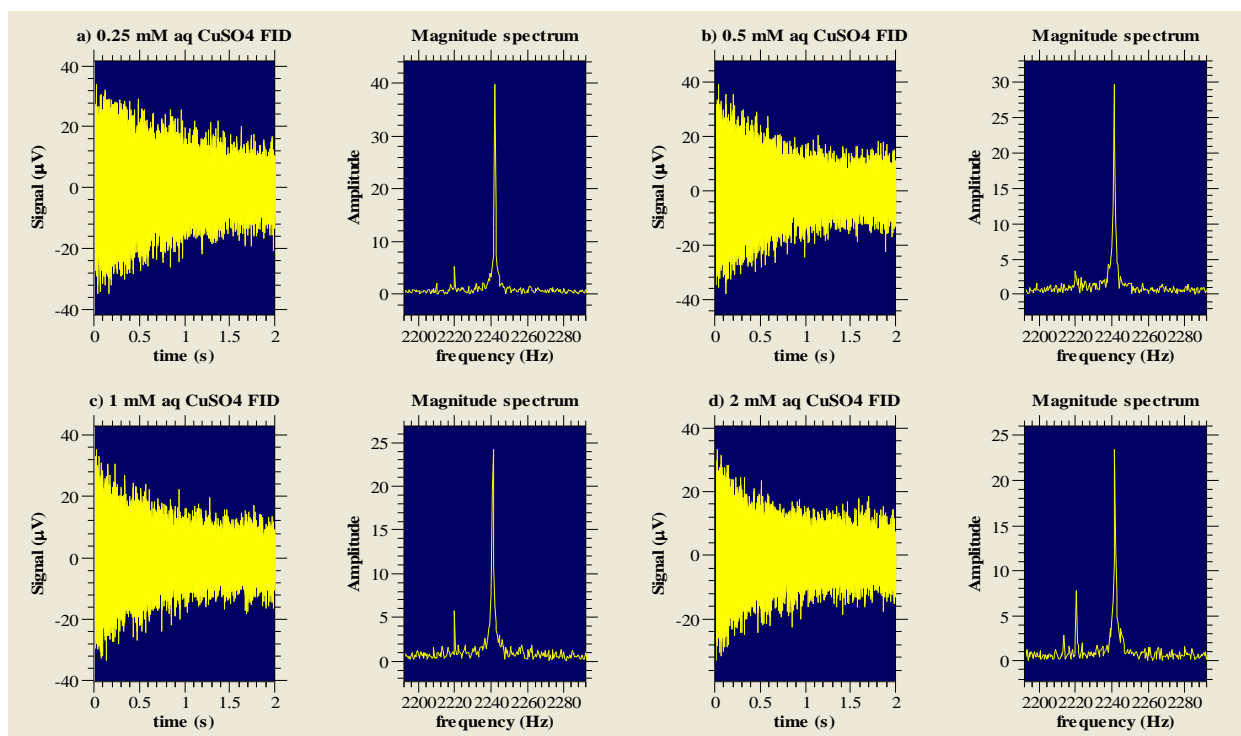 a) 0.25 mM aq CuSO4 FID
Magnitude spectrum
b) 0.5 mM aq CuSO4 FID
Magnitude spectrum
Signal (µV)
40
20
0
-20
-40
0 0.5 1 1.5 2
time (s)
Amplitude
40
30
20
10
0
2200 2220 2240 2260 2280
frequency (Hz)
Signal (µV)
40
20
0
-20
-40
0 0.5 1 1.5 2
time (s)
Amplitude
30
25
20
15
10
5
0
2200 2220 2240 2260 2280
frequency (Hz)
c) 1 mM aq CuSO4 FID
Magnitude spectrum
d) 2 mM aq CuSO4 FID
Magnitude spectrum
Signal (µV)
40
20
0
-20
-40
0 0.5 1 1.5 2
time (s)
Amplitude
25
20
15
10
5
0
2200 2220 2240 2260 2280
frequency (Hz)
Signal (µV)
40
20
0
-20
0 0.5 1 1.5 2
time (s)
Amplitude
25
20
15
10
5
0
2200 2220 2240 2260 2280
frequency (Hz)